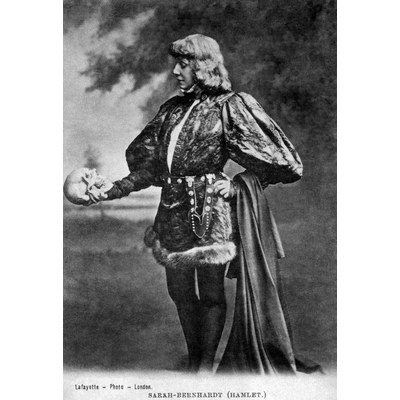 Lafayette – Photo – London.
SARAH-BERNHARDT (HAMLET.)